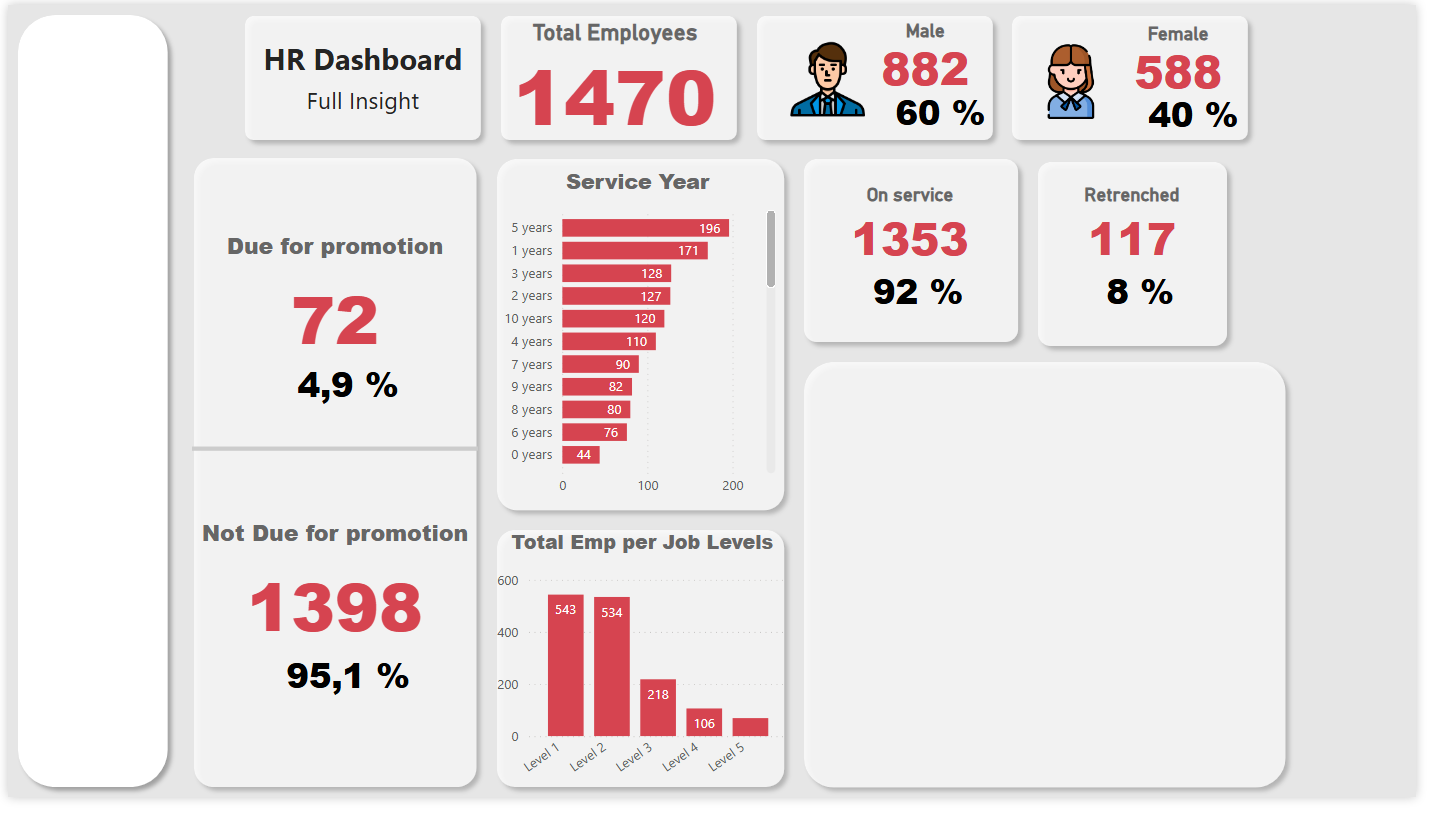 HR Dashboard
Full Insight
Total Employees
1470
Male
882
60 %
Female
588
40 %
Due for promotion
72
4,9 %
Not Due for promotion
1398
95,1 %
Service Year
5 years 196
1 years 171
3 years 128
2 years 127
10 years 120
4 years 110
7 years 90
9 years 82
8 years 80
6 years 76
0 years 44
0 100 200
Total Emp per Job Levels
600
400
200
0
543 534 218 106
Level 1 Level 2 Level 3 Level 4 Level 5
On service
1353
92 %
Retrenched
117
8 %